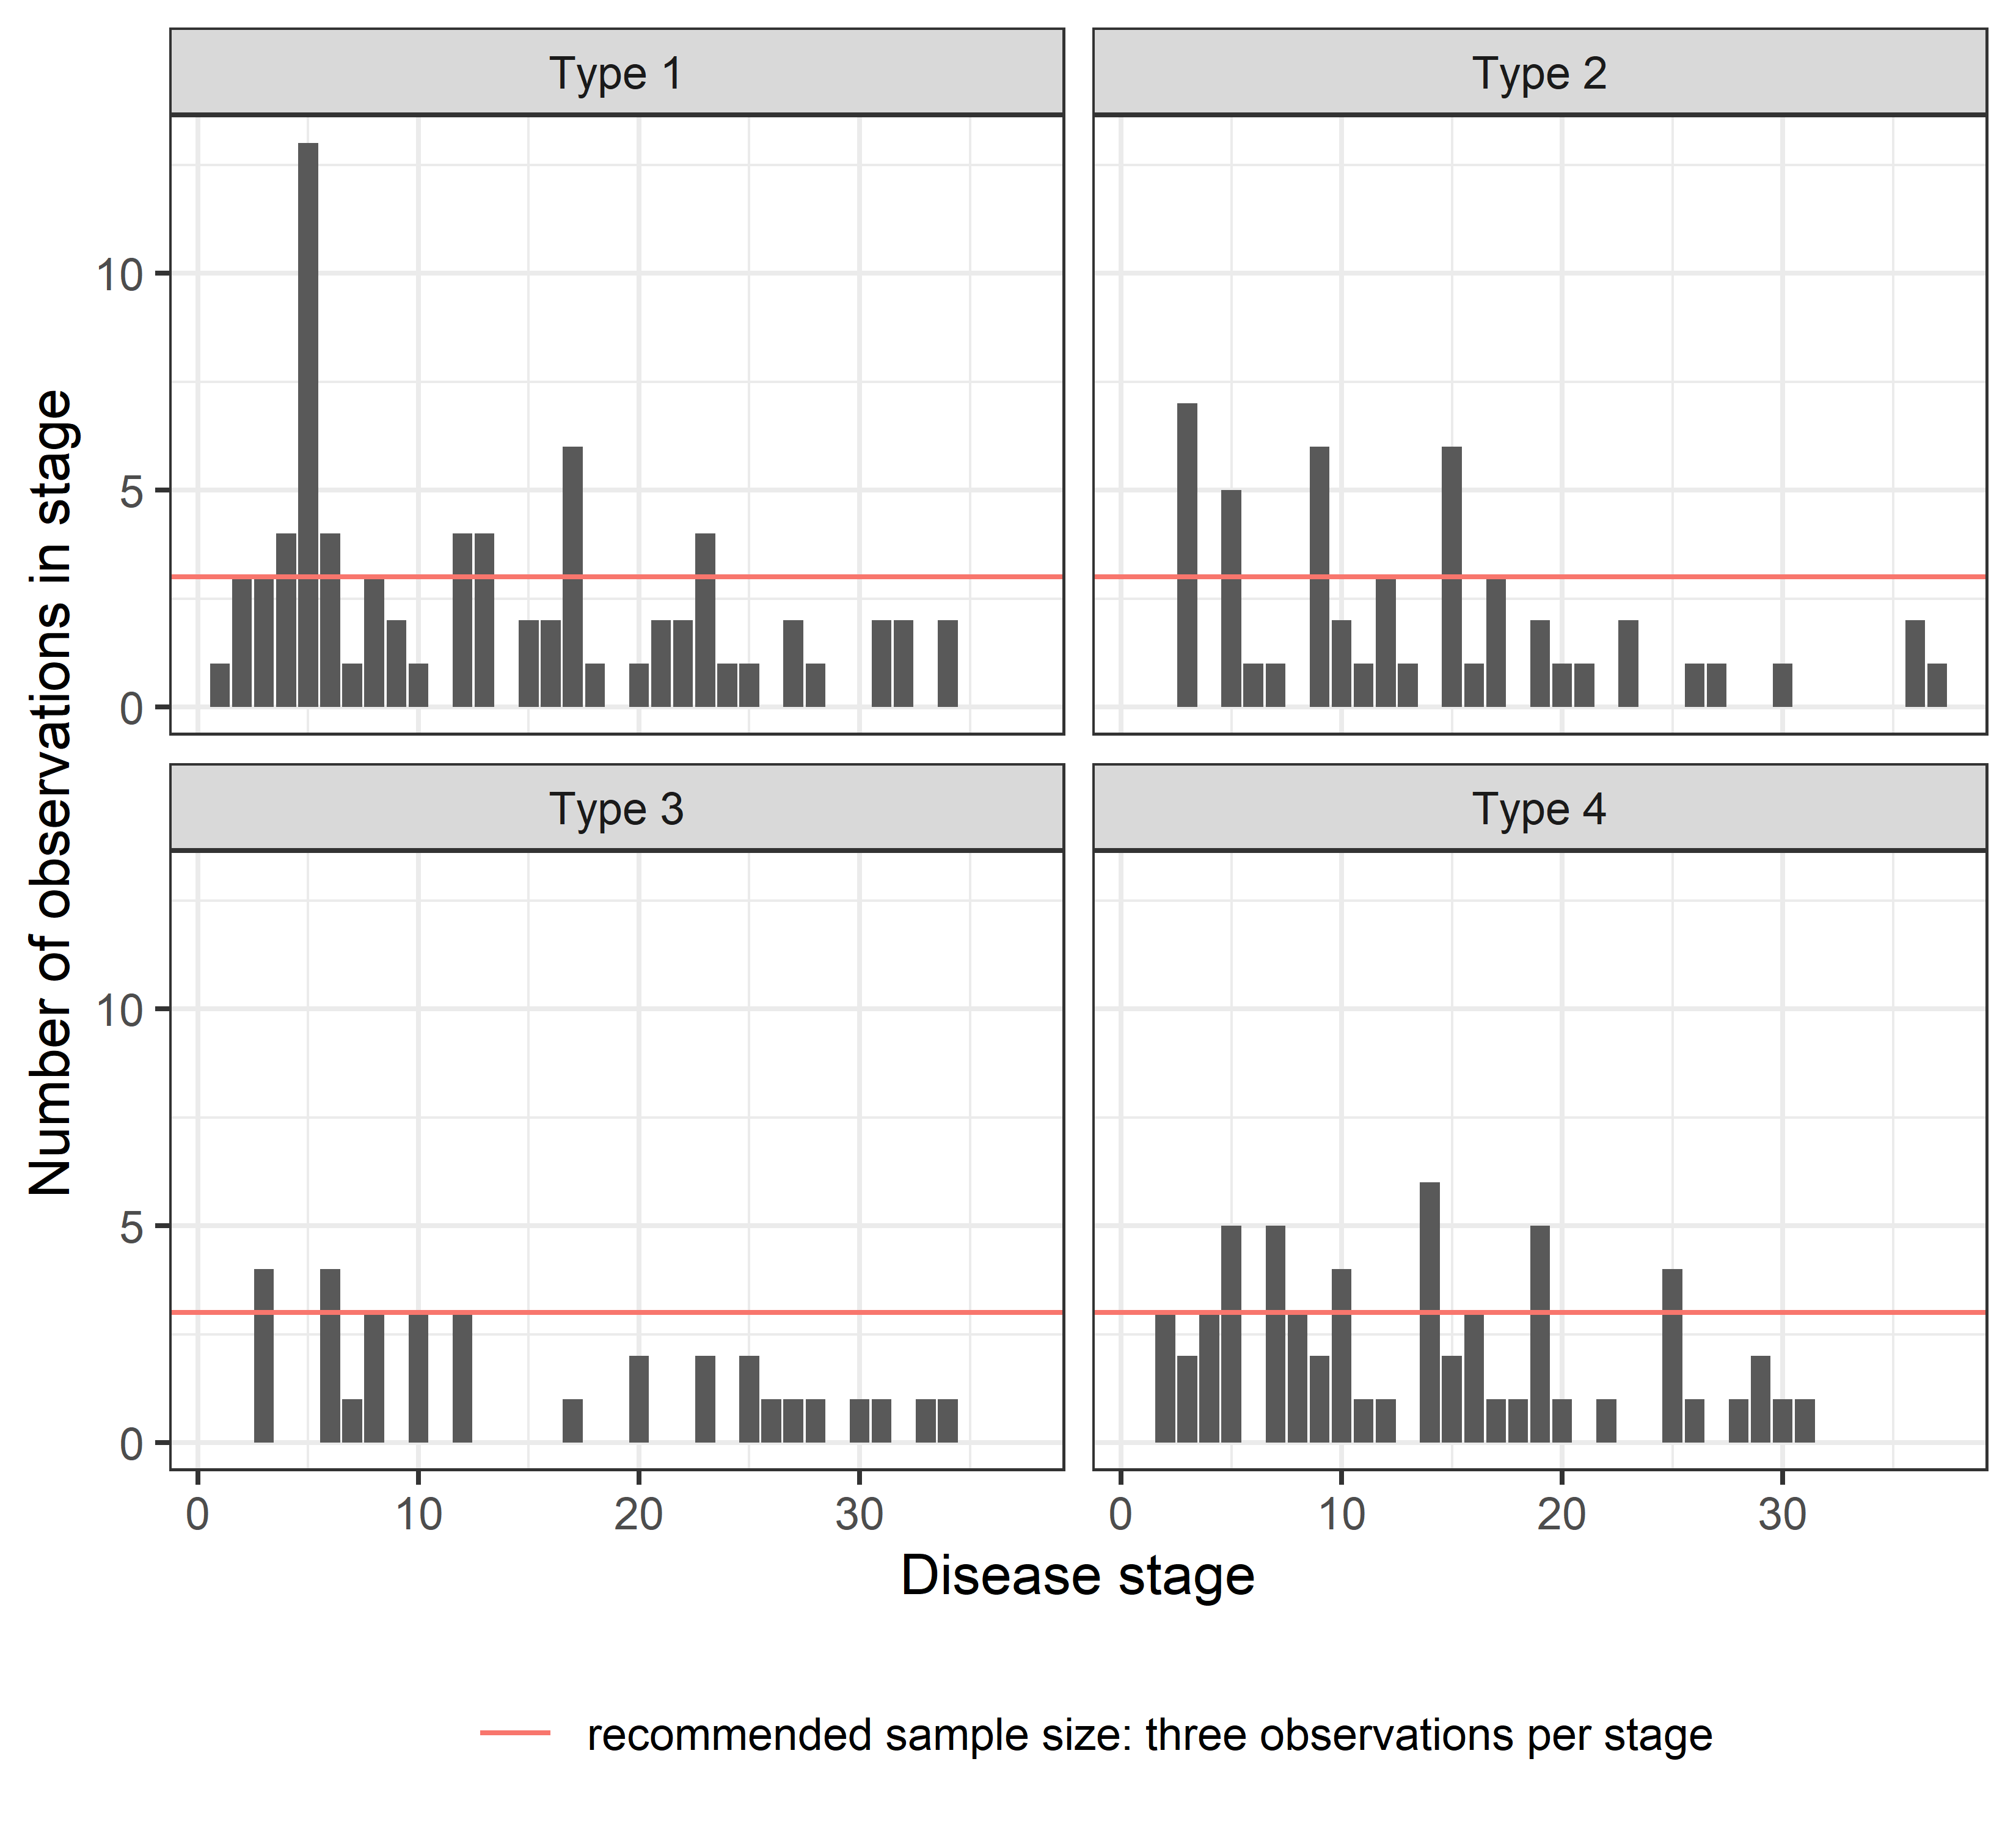 Type 1
Type 2
10
5
0
Number of observations in stage
Type 3
Type 4
10
5
0
0 10 20 30
0 10 20 30
Disease stage
recommended sample size: three observations per stage